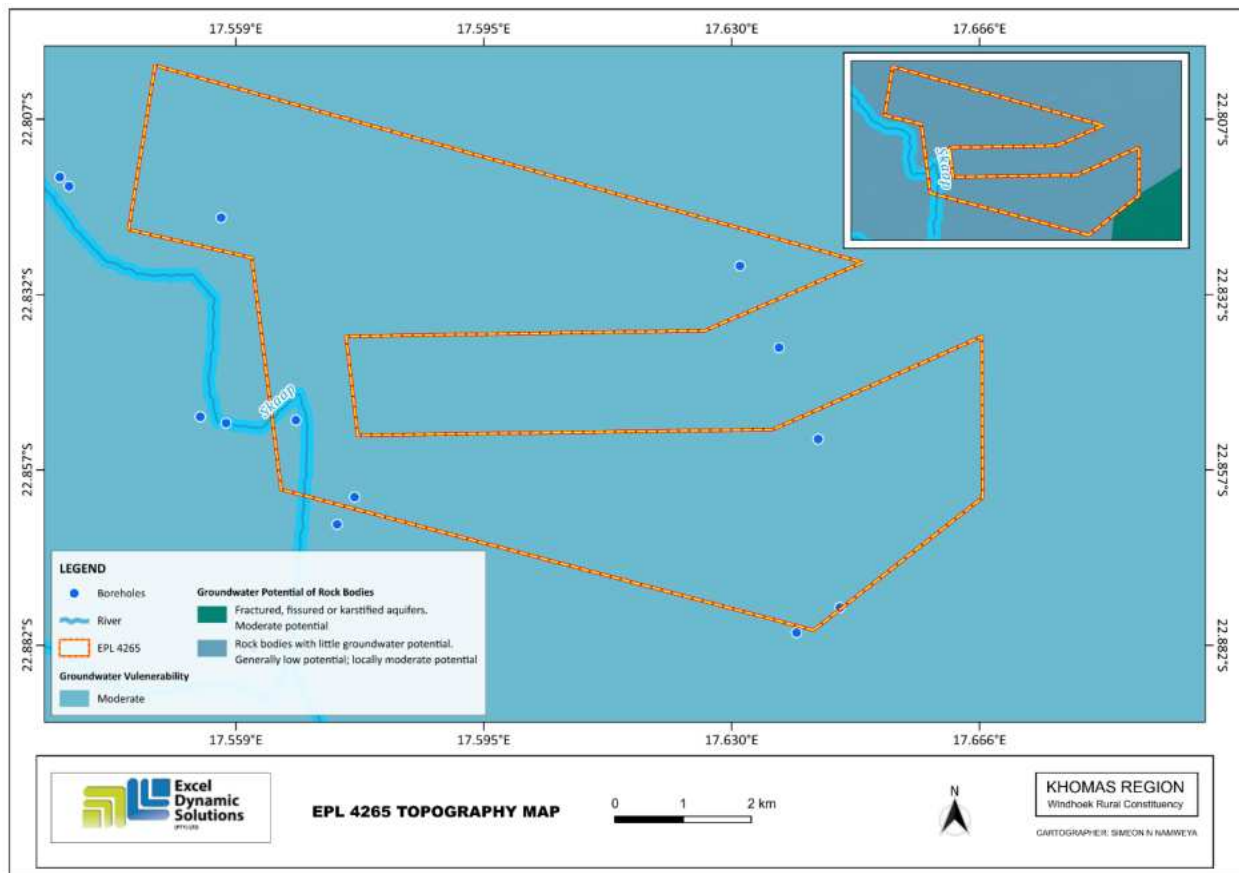 17.559°E 17.595°E 17.630°E 17.666°E
22.807°S 22.807°S
Skaap
22.832°S 22.832°S
Skaap
22.857°S 22.857°S
22.882°S 22.882°S
LEGEND
Boreholes
River
EPL 4265
Groundwater Vulenerability
Moderate
Groundwater Potential of Rock Bodies
Fractured, fissured or karstified aquifers.
Moderate potential
Rock bodies with little groundwater potential.
Generally low potential; locally moderate potential
17.559°E 17.595°E 17.630°E 17.666°E
Excel
Dynamic
Solutions
(PTY) LTD
EPL 4265 TOPOGRAPHY MAP
0 1 2 km
N
KHOMAS REGION
Windhoek Rural Constituency
CARTOGRAPHER: SIMEON N NAMWEYA